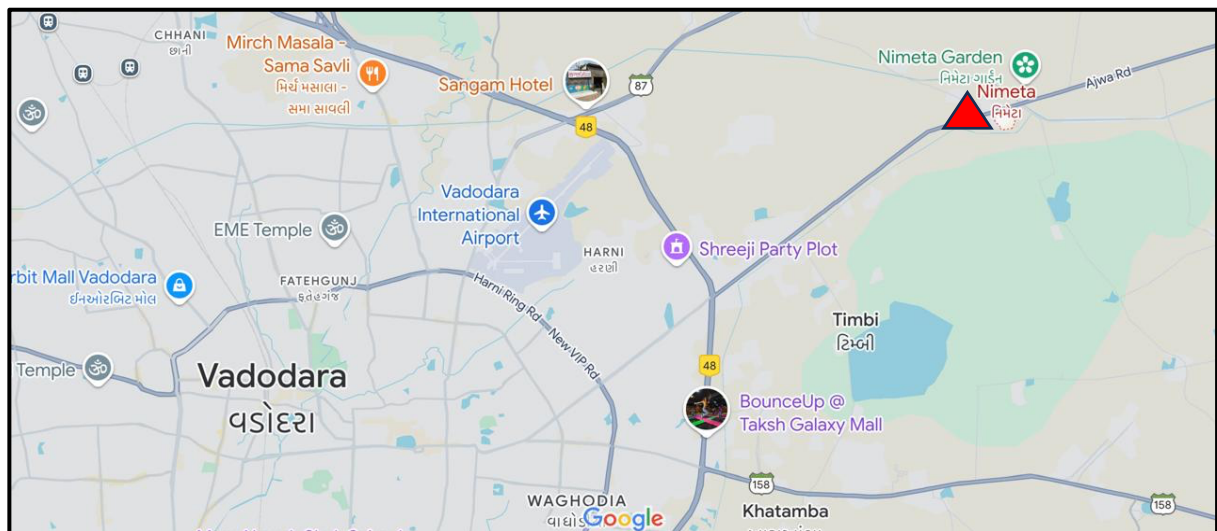 CHHANI
છાની
Mirch Masala -
Sama Savli
મિર્ચ મસાલા -
સમા સાવલી
Sangam Hotel
87
48
Nimeta Garden
નિમેટા ગાર્ડન
Nimeta
નિમેટા
Ajwa Rd
Vadodara
International
Airport
EME Temple
HARNI
હરણી
Shreeji Party Plot
rbit Mall Vadodara
ઈનઓરબિટ મોલ
FATEHGUNJ
ફતેહગંજ
Harni Ring Rd
New VIP Rd
Timbi
ટિમ્બી
Temple
Vadodara
વડોદરા
48
BounceUp @
Taksh Galaxy Mall
158
158
WAGHODIA
Google
Khatamba